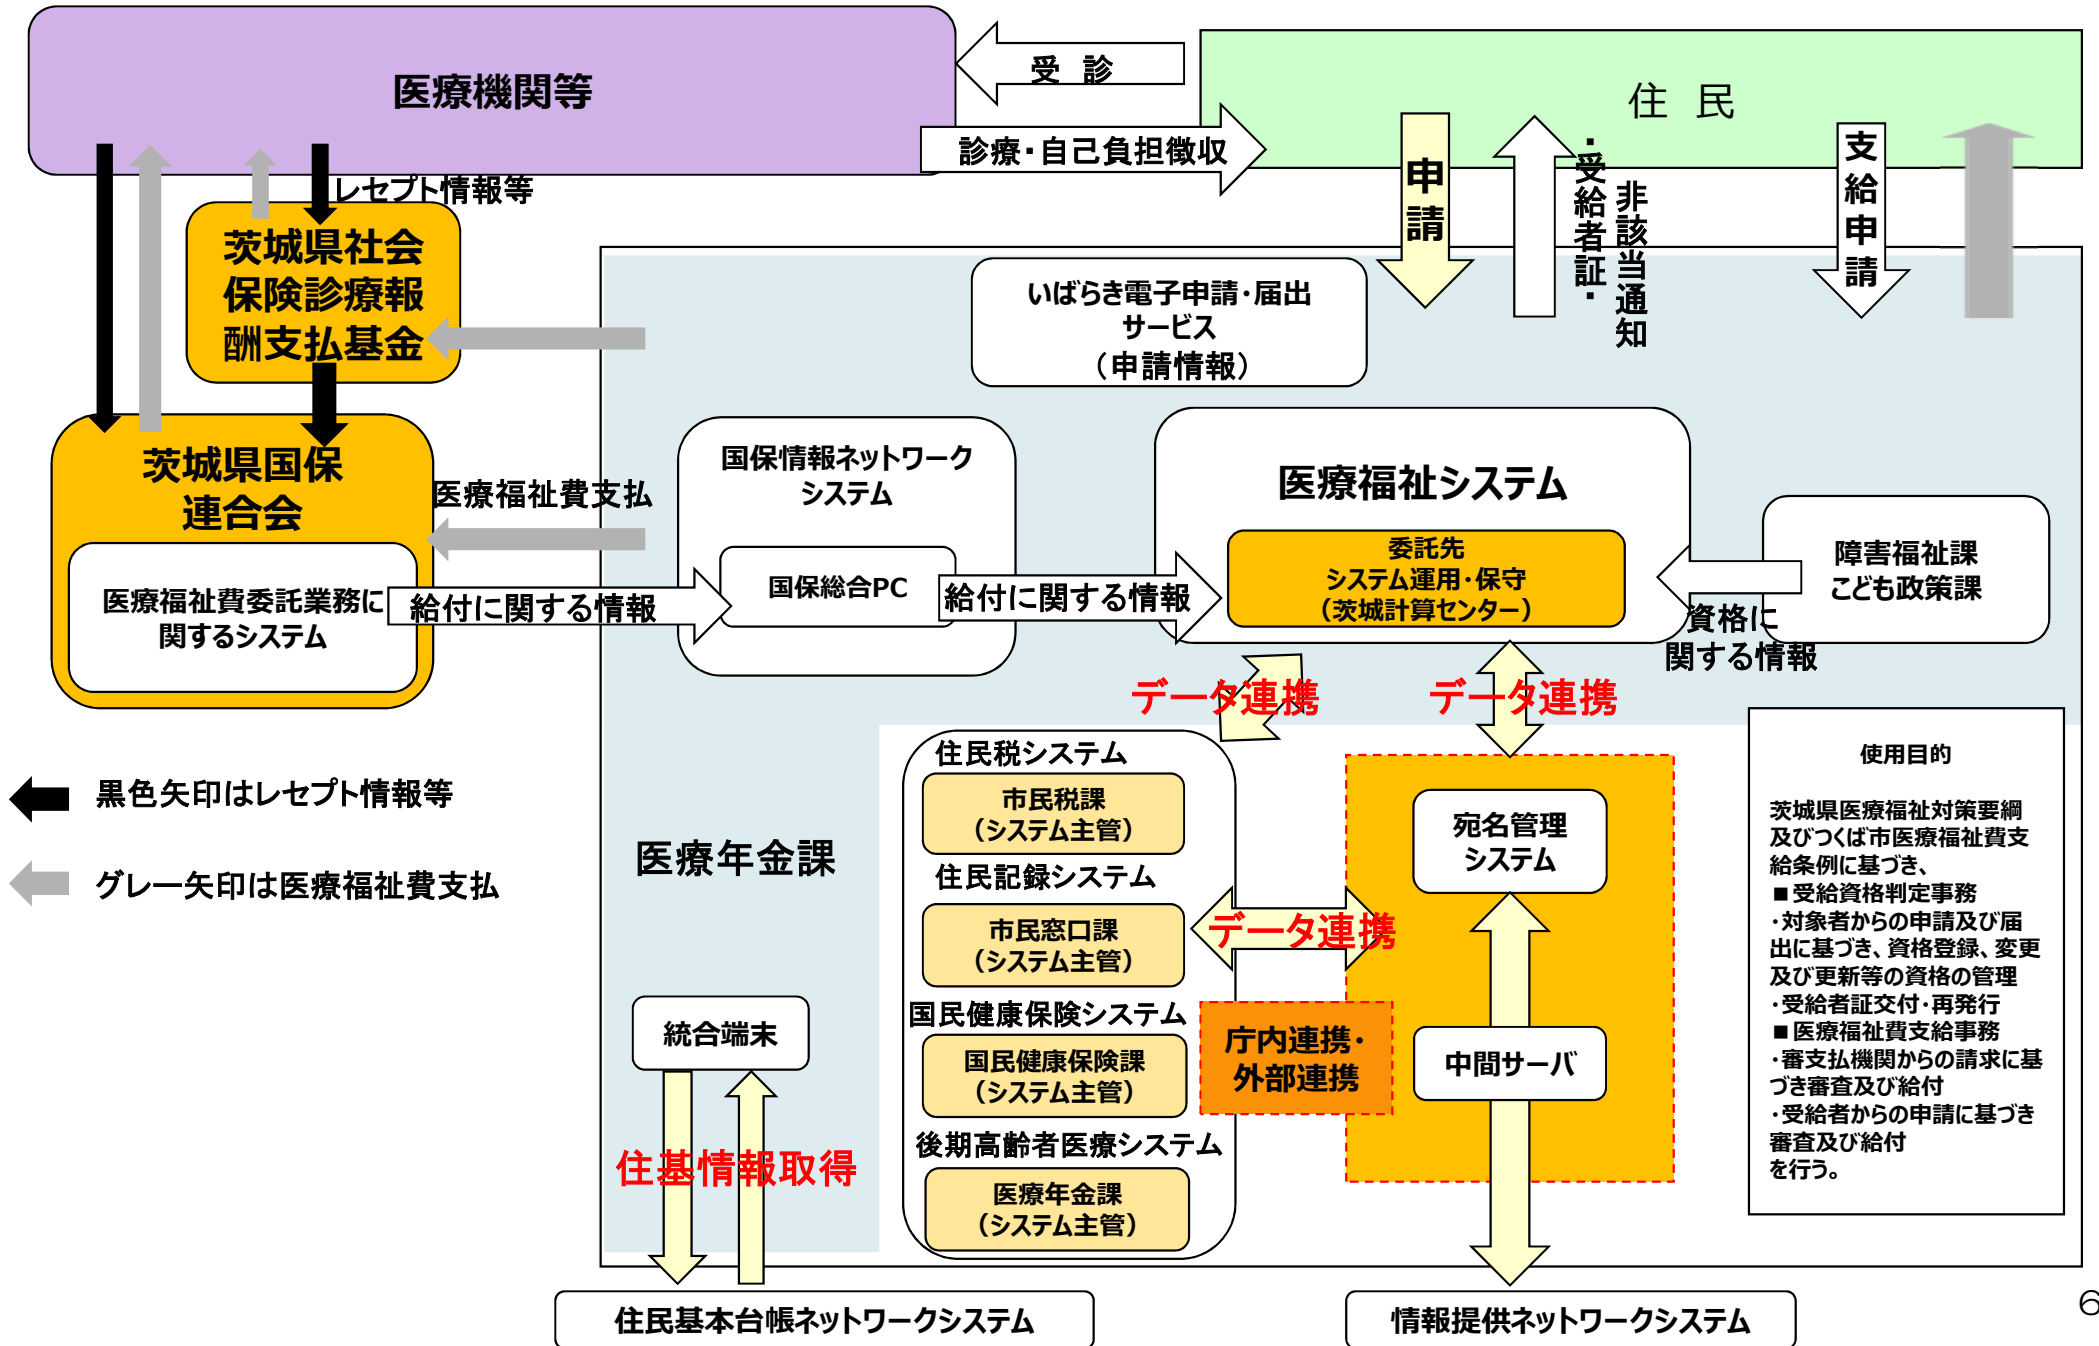 医療機関等
受 診
住 民
診療・自己負担徴収
レセプト情報等
申請
・受給者証・
非該当通知
支給申請
茨城県社会
保険診療報
酬支払基金
いばらき電子申請・届出
サービス
（申請情報）
茨城県国保
連合会
医療福祉費支払
国保情報ネットワーク
システム
医療福祉システム
医療福祉費委託業務に
関するシステム
給付に関する情報
国保総合PC
給付に関する情報
委託先
システム運用・保守
（茨城計算センター）
障害福祉課
こども政策課
資格に
関する情報
データ連携
データ連携
黒色矢印はレセプト情報等
グレー矢印は医療福祉費支払
医療年金課
住民税システム
市民税課
（システム主管）
住民記録システム
市民窓口課
（システム主管）
国民健康保険システム
国民健康保険課
（システム主管）
後期高齢者医療システム
医療年金課
（システム主管）
宛名管理
システム
データ連携
庁内連携・
外部連携
中間サーバ
統合端末
住基情報取得
使用目的
茨城県医療福祉対策要綱
及びつくば市医療福祉費支
給条例に基づき、
■受給資格判定事務
・対象者からの申請及び届
出に基づき、資格登録、変更
及び更新等の資格の管理
・受給者証交付・再発行
■医療福祉費支給事務
・審支払機関からの請求に基
づき審査及び給付
・受給者からの申請に基づき
審査及び給付
を行う。
住民基本台帳ネットワークシステム
情報提供ネットワークシステム
6